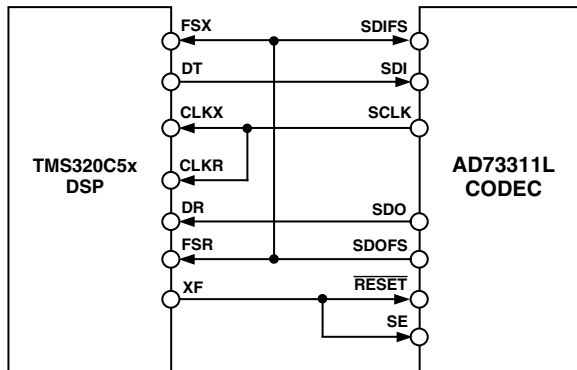 FSX SDIFS
DT SDI
CLKX SCLK
TMS320C5x
DSP
CLKR
AD73311L
CODEC
DR SDO
FSR SDOFS
XF RESET
SE